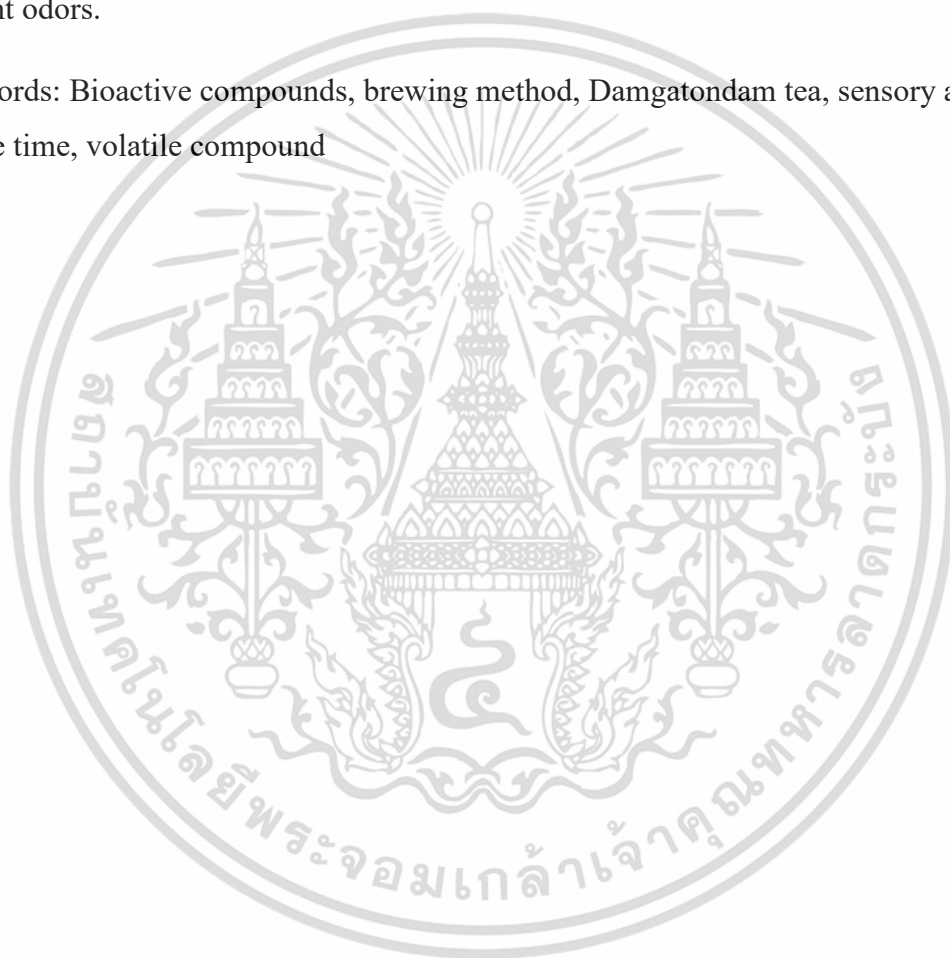 nt odors.
ords: Bioactive compounds, brewing method, Damgatondam tea, sensory a
e time, volatile compound
สถาบันเทคโนโลยีพระจอมเกล้าเจ้าคุณทหารลาดกระบัง